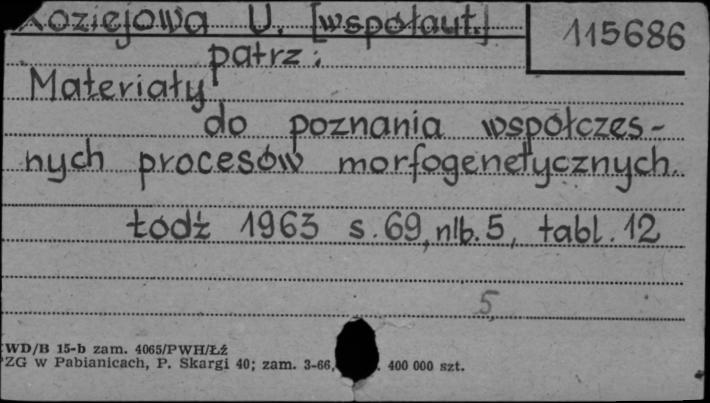 Koziejowa U. [współaut.] 115686
patrz:
Materiały
do poznania współczes-
nych procesów morfogenetycznych.
Łódź 1963 s. 69, nlb. 5, tabl. 12
5
WD/B 15-b zam. 4065/PWH/Łź
ZG w Pabianicach, P. Skargi 40; zam. 3-66, 400 000 szt.